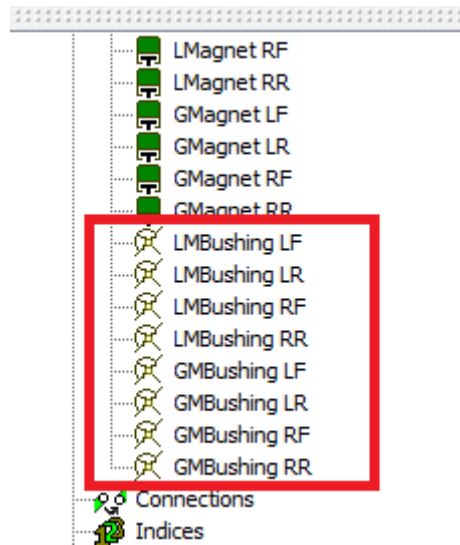 LMagnet RF
LMagnet RR
GMagnet LF
GMagnet LR
GMagnet RF
GMagnet RR
LMBushing LF
LMBushing LR
LMBushing RF
LMBushing RR
GMBushing LF
GMBushing LR
GMBushing RF
GMBushing RR
Connections
Indices